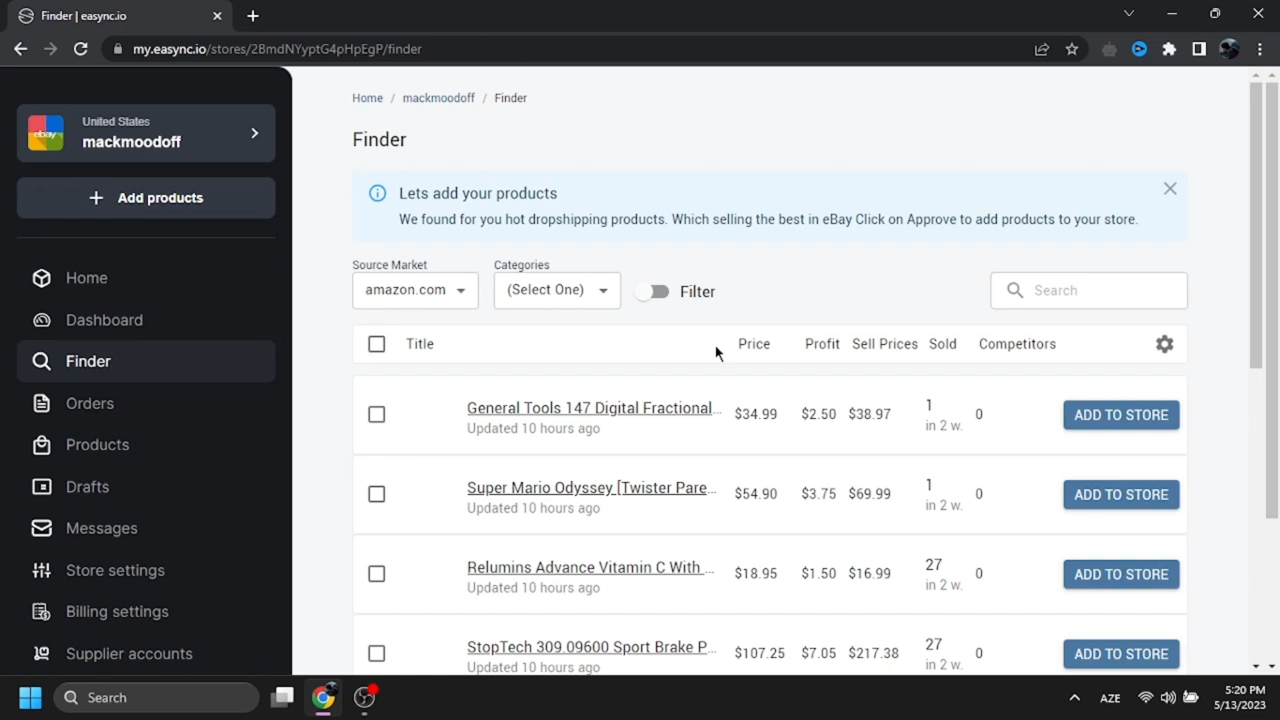 Finder | easync.io
my.easync.io/stores/2BmdNYyptG4pHpEgP/finder
ebay
United States
mackmoodoff
+ Add products
Home
Dashboard
Finder
Orders
Products
Drafts
Messages
Store settings
Billing settings
Supplier accounts
Home / mackmoodoff / Finder
Finder
Lets add your products
We found for you hot dropshipping products. Which selling the best in eBay Click on Approve to add products to your store.
Source Market
amazon.com
Categories
(Select One)
Filter
Search
Title Price Profit Sell Prices Sold Competitors
General Tools 147 Digital Fractional...
Updated 10 hours ago
$34.99 $2.50 $38.97 1 in 2 w. 0 ADD TO STORE
Super Mario Odyssey [Twister Pare...
Updated 10 hours ago
$54.90 $3.75 $69.99 1 in 2 w. 0 ADD TO STORE
Relumins Advance Vitamin C With ...
Updated 10 hours ago
$18.95 $1.50 $16.99 27 in 2 w. 0 ADD TO STORE
StopTech 309.09600 Sport Brake P...
Updated 10 hours ago
$107.25 $7.05 $217.38 27 in 2 w. 0 ADD TO STORE
Search
AZE
5:20 PM
5/13/2023